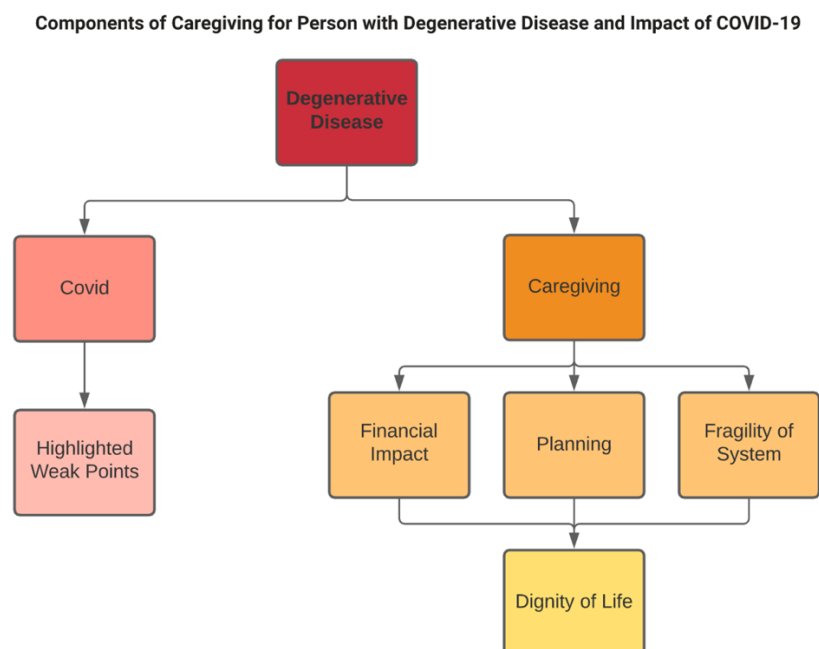 Components of Caregiving for Person with Degenerative Disease and Impact of COVID-19
Degenerative
Disease
Covid
Caregiving
Highlighted
Weak Points
Financial
Impact
Planning
Fragility of
System
Dignity of Life